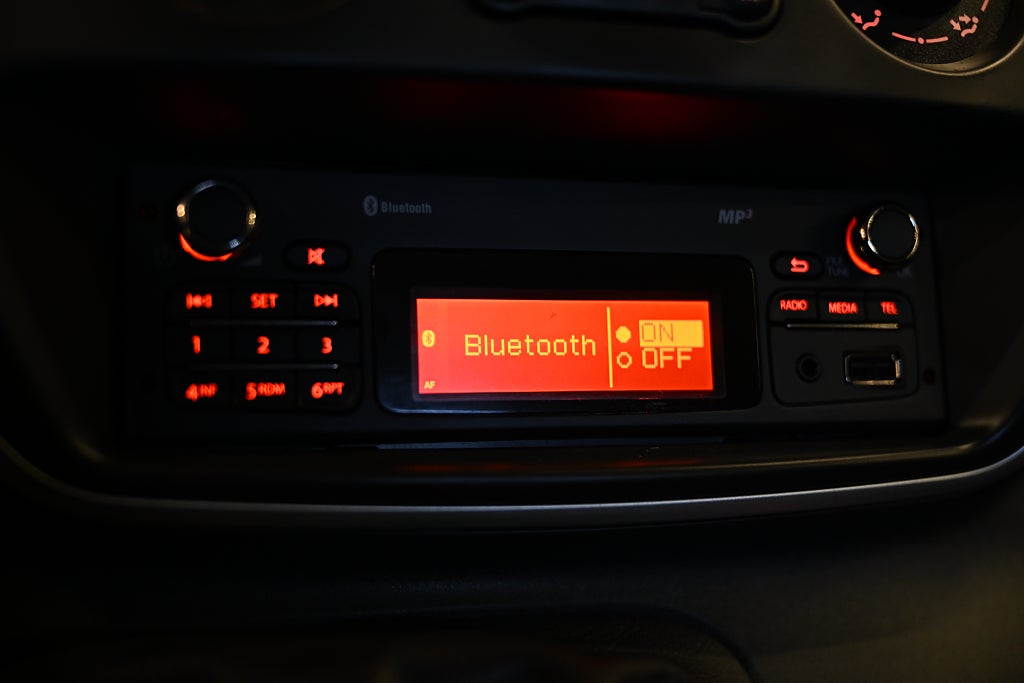 Bluetooth
MP3
SET
RADIO MEDIA TEL
1 2 3
Bluetooth
ON
OFF
AF
4INF 5RDM 6RPT